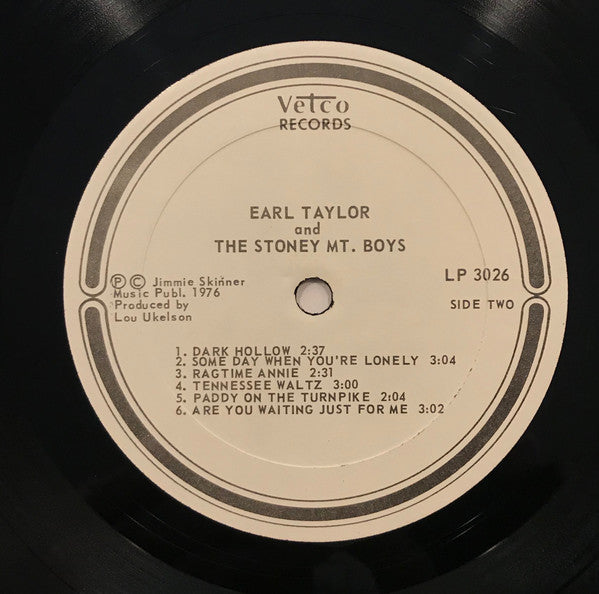 Vetco
RECORDS
EARL TAYLOR
and
THE STONEY MT. BOYS
Ⓟ © Jimmie Skinner
Music Publ. 1976
Produced by
Lou Ukelson
LP 3026
SIDE TWO
1. DARK HOLLOW 2:37
2. SOME DAY WHEN YOU'RE LONELY 3:04
3. RAGTIME ANNIE 2:31
4. TENNESSEE WALTZ 3:00
5. PADDY ON THE TURNPIKE 2:04
6. ARE YOU WAITING JUST FOR ME 3:02